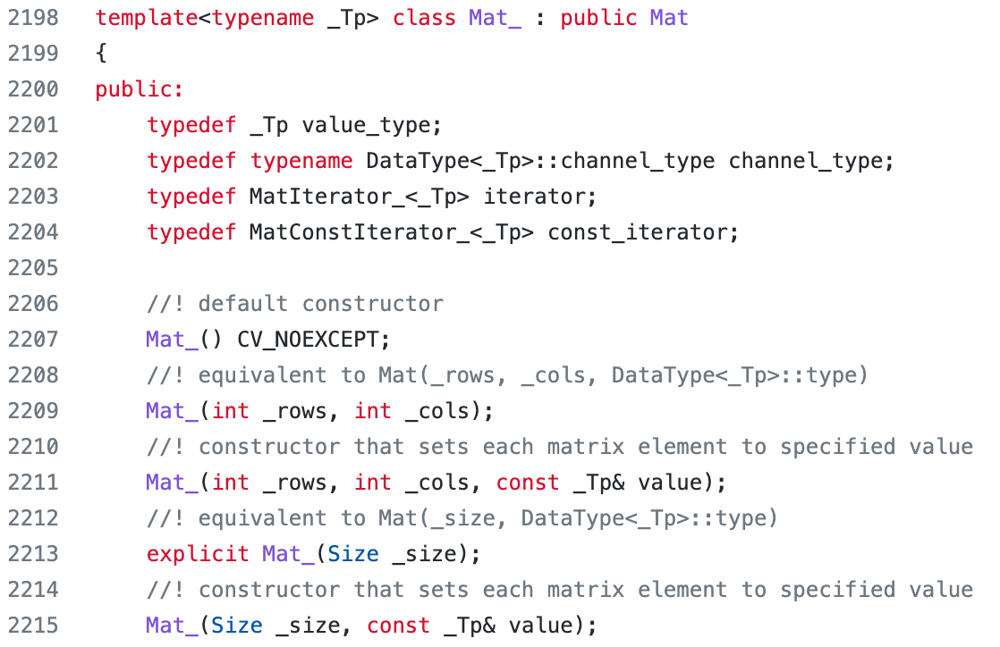 2198 template<typename _Tp> class Mat_ : public Mat
2199 {
2200 public:
2201     typedef _Tp value_type;
2202     typedef typename DataType<_Tp>::channel_type channel_type;
2203     typedef MatIterator_<_Tp> iterator;
2204     typedef MatConstIterator_<_Tp> const_iterator;
2205
2206     //! default constructor
2207     Mat_() CV_NOEXCEPT;
2208     //! equivalent to Mat(_rows, _cols, DataType<_Tp>::type)
2209     Mat_(int _rows, int _cols);
2210     //! constructor that sets each matrix element to specified value
2211     Mat_(int _rows, int _cols, const _Tp& value);
2212     //! equivalent to Mat(_size, DataType<_Tp>::type)
2213     explicit Mat_(Size _size);
2214     //! constructor that sets each matrix element to specified value
2215     Mat_(Size _size, const _Tp& value);